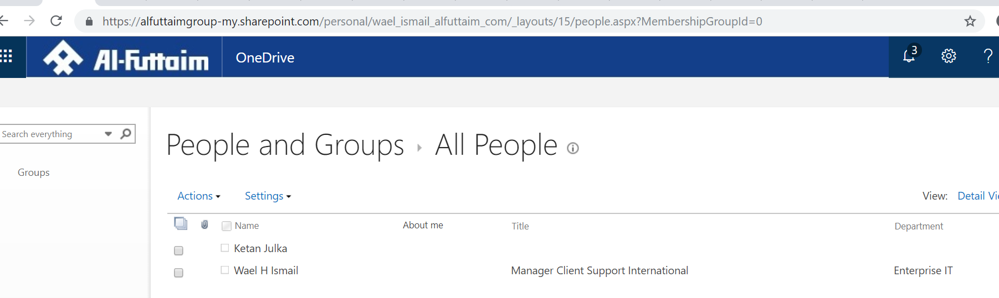 https://alfuttaimgroup-my.sharepoint.com/personal/wael_ismail_alfuttaim_com/_layouts/15/people.aspx?MembershipGroupId=0
Al-Futtaim OneDrive 3 ?
Search everything
People and Groups All People
Groups
Actions Settings View: Detail
Name About me Title Department
Ketan Julka
Wael H Ismail Manager Client Support International Enterprise IT